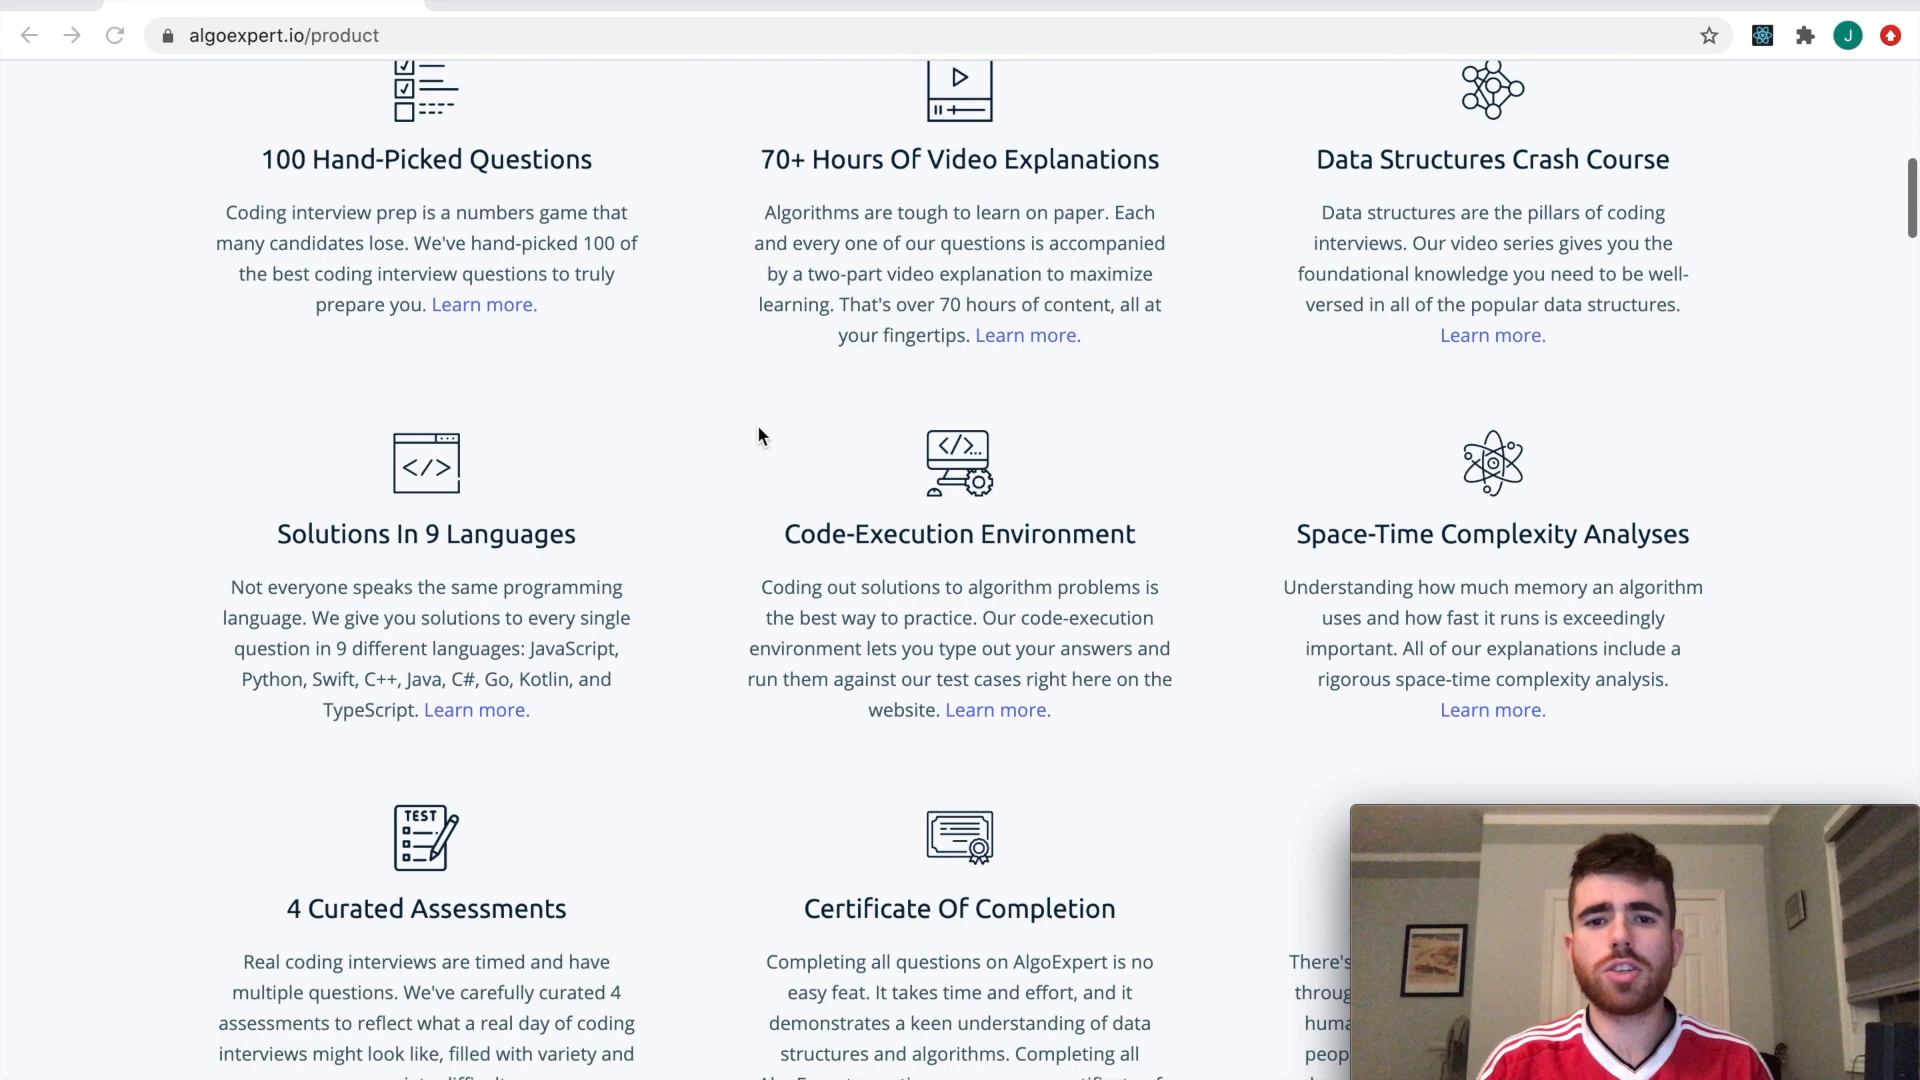 algoexpert.io/product
J
100 Hand-Picked Questions
Coding interview prep is a numbers game that
many candidates lose. We've hand-picked 100 of
the best coding interview questions to truly
prepare you. Learn more.
70+ Hours Of Video Explanations
Algorithms are tough to learn on paper. Each
and every one of our questions is accompanied
by a two-part video explanation to maximize
learning. That's over 70 hours of content, all at
your fingertips. Learn more.
Data Structures Crash Course
Data structures are the pillars of coding
interviews. Our video series gives you the
foundational knowledge you need to be well-
versed in all of the popular data structures.
Learn more.
</>
Solutions In 9 Languages
Not everyone speaks the same programming
language. We give you solutions to every single
question in 9 different languages: JavaScript,
Python, Swift, C++, Java, C#, Go, Kotlin, and
TypeScript. Learn more.
</>...
Code-Execution Environment
Coding out solutions to algorithm problems is
the best way to practice. Our code-execution
environment lets you type out your answers and
run them against our test cases right here on the
website. Learn more.
Space-Time Complexity Analyses
Understanding how much memory an algorithm
uses and how fast it runs is exceedingly
important. All of our explanations include a
rigorous space-time complexity analysis.
Learn more.
TEST
4 Curated Assessments
Real coding interviews are timed and have
multiple questions. We've carefully curated 4
assessments to reflect what a real day of coding
interviews might look like, filled with variety and
Certificate Of Completion
Completing all questions on AlgoExpert is no
easy feat. It takes time and effort, and it
demonstrates a keen understanding of data
structures and algorithms. Completing all
There's
throug
huma
peop